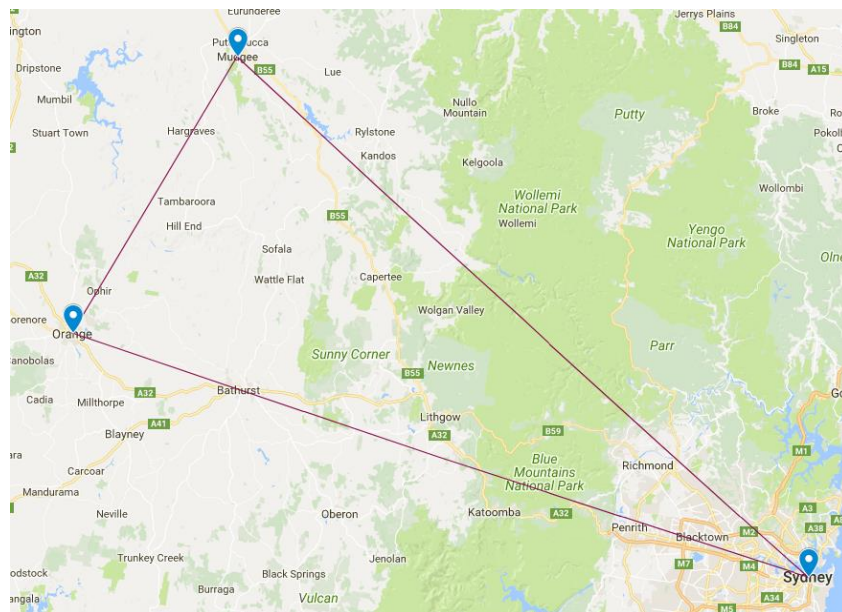 Eurunderee
Jerrys Plains
B84
ington
Singleton
Mudgee
B55
Lue
Dripstone
B84
A15
Mumbil
Nullo
Mountain
Putty
Broke
Stuart Town
Hargraves
Rylstone
Kandos
Kelgoola
Wollombi
Tambaroora
Wollemi
National Park
B55
Wollemi
Hill End
Yengo
National Park
Sofala
A32
Wattle Flat
Capertee
Ophir
Wolgan Valley
Orange
Sunny Corner
Newnes
Parr
B55
A32
Bathurst
Cadia
Millthorpe
Lithgow
A41
A32
B59
Blayney
M1
Blue
Mountains
National Park
Richmond
Carcoar
Mandurama
Katoomba
A32
A3
Neville
Oberon
Penrith
Blacktown
M2
A38
Trunkey Creek
Jenolan
M7
M4
Black Springs
Sydney
Burraga
Vulcan
M5
A34